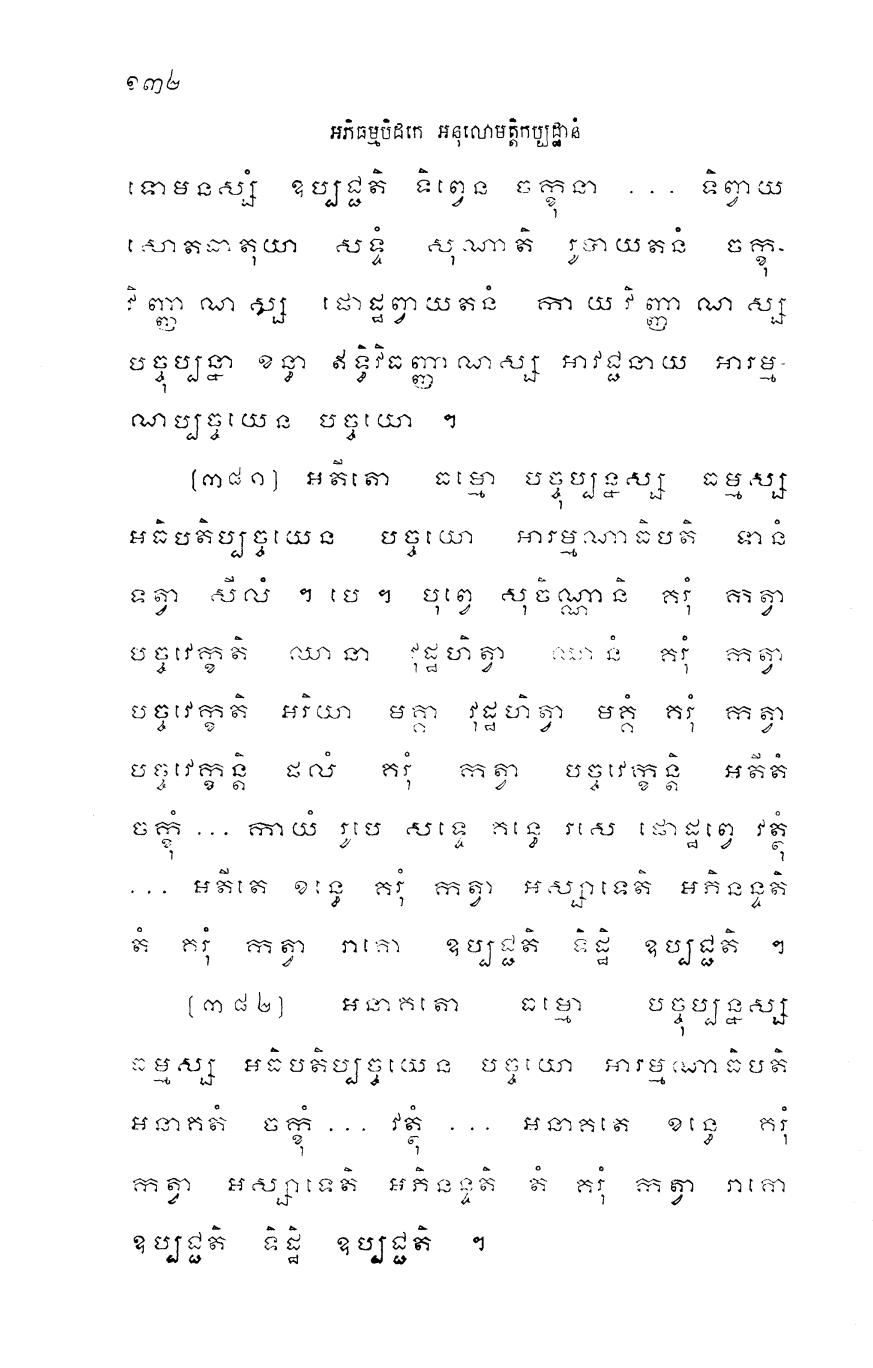 ១៣២
អភិធម្មបិដកេ អនុលោមត្តិកប្បដ្ឋានំ
ទោមនស្សំ ឧប្បជ្ជតិ ទិព្វេន ចក្ខុនា ... ទិព្វាយ
សោតធាតុយា សទ្ទំ សុណាតិ រូបាយតនំ ចក្ខុ-
វិញ្ញាណស្ស ផោដ្ឋព្វាយតនំ កាយវិញ្ញាណស្ស
បច្ចុប្បន្នា ខន្ធា ឥទ្ធិវិធញ្ញាណស្ស អាវជ្ជនាយ អារម្ម-
ណប្បច្ចយេន បច្ចយោ ។
[៣៨១] អតីតោ ធម្មោ បច្ចុប្បន្នស្ស ធម្មស្ស
អធិបតិប្បច្ចយេន បច្ចយោ អារម្មណាធិបតិ ទានំ
ទត្វា សីលំ ។ បេ ។ បុព្វេ សុចិណ្ណានិ គរុំ កត្វា
បច្ចវេក្ខតិ ឈានា វុដ្ឋហិត្វា ឈានំ គរុំ កត្វា
បច្ចវេក្ខតិ អរិយា មគ្គា វុដ្ឋហិត្វា មគ្គំ គរុំ កត្វា
បច្ចវេក្ខន្តិ ផលំ គរុំ កត្វា បច្ចវេក្ខន្តិ អតីតំ
ចក្ខុំ ... កាយំ រូបេ សទ្ទេ គន្ធេ រសេ ផោដ្ឋព្វេ វត្ថុំ
... អតីតេ ខន្ធេ គរុំ កត្វា អស្សាទេតិ អភិនន្ទតិ
តំ គរុំ កត្វា រាគោ ឧប្បជ្ជតិ ទិដ្ឋិ ឧប្បជ្ជតិ ។
[៣៨២] អនាគតោ ធម្មោ បច្ចុប្បន្នស្ស
ធម្មស្ស អធិបតិប្បច្ចយេន បច្ចយោ អារម្មណាធិបតិ
អនាគតំ ចក្ខុំ ... វត្ថុំ ... អនាគតេ ខន្ធេ គរុំ
កត្វា អស្សាទេតិ អភិនន្ទតិ តំ គរុំ កត្វា រាគោ
ឧប្បជ្ជតិ ទិដ្ឋិ ឧប្បជ្ជតិ ។